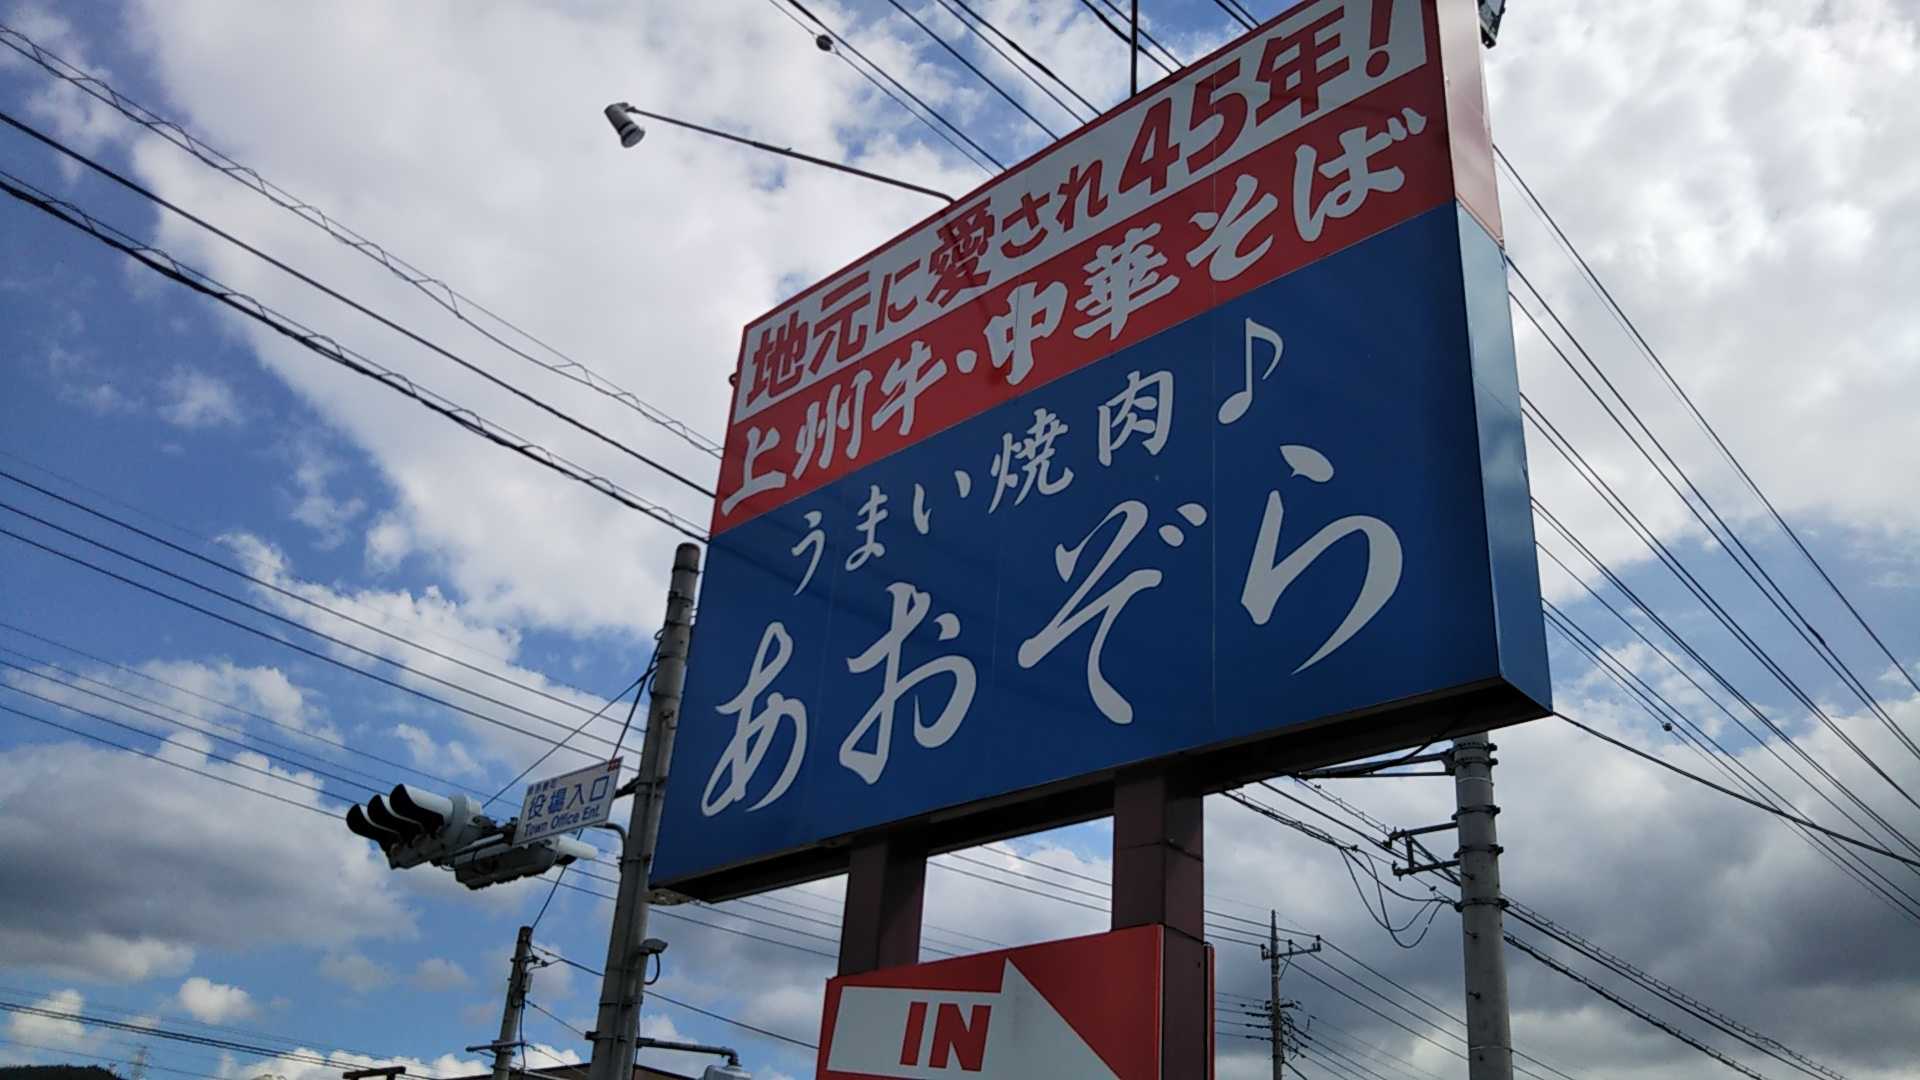 地元に愛され45年!
上州牛・中華そば
うまい焼肉♪
あおぞら
役場入口
Town Office Ent.
IN